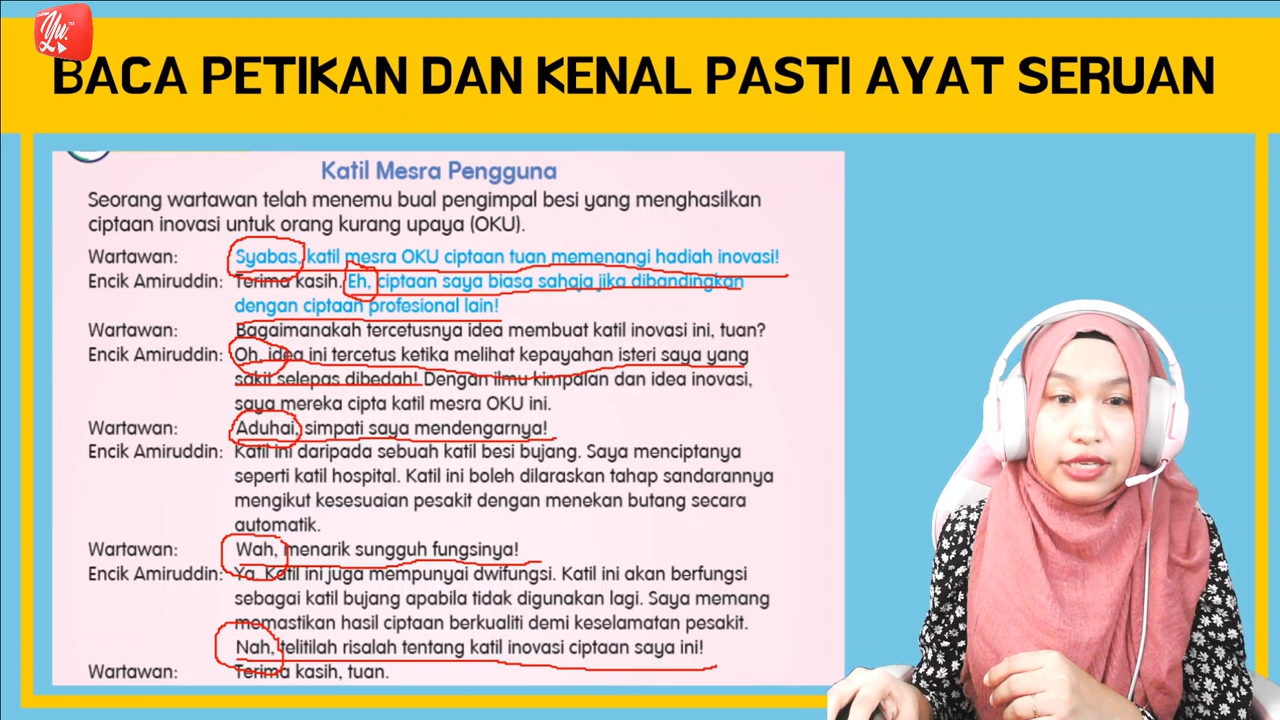 Yu.
BACA PETIKAN DAN KENAL PASTI AYAT SERUAN
Katil Mesra Pengguna
Seorang wartawan telah menemu bual pengimpal besi yang menghasilkan
ciptaan inovasi untuk orang kurang upaya (OKU).
Wartawan: Syabas, katil mesra OKU ciptaan tuan memenangi hadiah inovasi!
Encik Amiruddin: Terima kasih. Eh, ciptaan saya biasa sahaja jika dibandingkan
dengan ciptaan profesional lain!
Wartawan: Bagaimanakah tercetusnya idea membuat katil inovasi ini, tuan?
Encik Amiruddin: Oh, idea ini tercetus ketika melihat kepayahan isteri saya yang
sakit selepas dibedah! Dengan ilmu kimpalan dan idea inovasi,
saya mereka cipta katil mesra OKU ini.
Wartawan: Aduhai, simpati saya mendengarnya!
Encik Amiruddin: Katil ini daripada sebuah katil besi bujang. Saya menciptanya
seperti katil hospital. Katil ini boleh dilaraskan tahap sandarannya
mengikut kesesuaian pesakit dengan menekan butang secara
automatik.
Wartawan: Wah, menarik sungguh fungsinya!
Encik Amiruddin: Ya. Katil ini juga mempunyai dwifungsi. Katil ini akan berfungsi
sebagai katil bujang apabila tidak digunakan lagi. Saya memang
memastikan hasil ciptaan berkualiti demi keselamatan pesakit.
Nah, telitilah risalah tentang katil inovasi ciptaan saya ini!
Wartawan: Terima kasih, tuan.